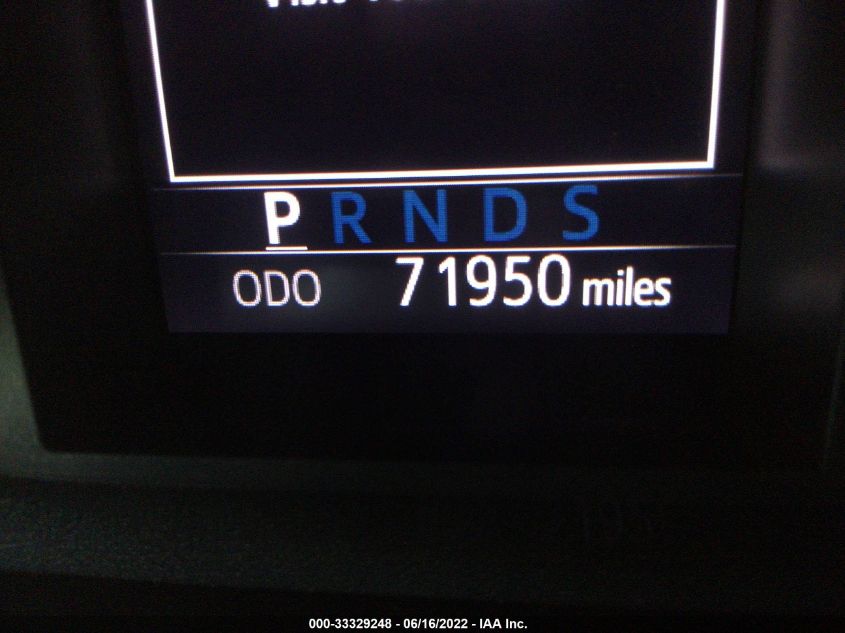 P R N D S
ODO 71950 miles
000-33329248 - 06/16/2022 - IAA Inc.